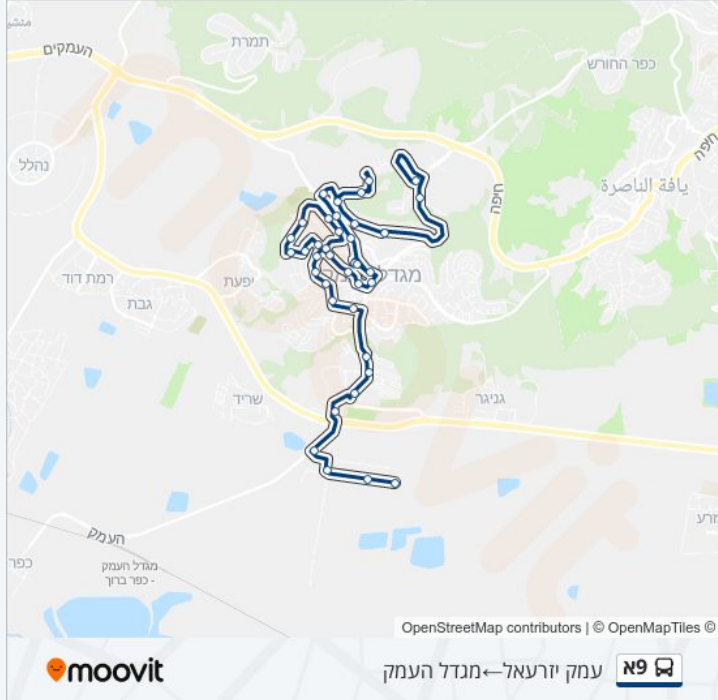 תמרת
העמקים
כפר החורש
חיפה
נהלל
يافة الناصرة
חיפה
רמת דוד
יפעת
גבת
שריד
גניגר
העמק
מגדל העמק
- כפר ברוך
כפר
OpenStreetMap contributors | © OpenMapTiles ©
moovit
עמק יזרעאל←מגדל העמק
9א